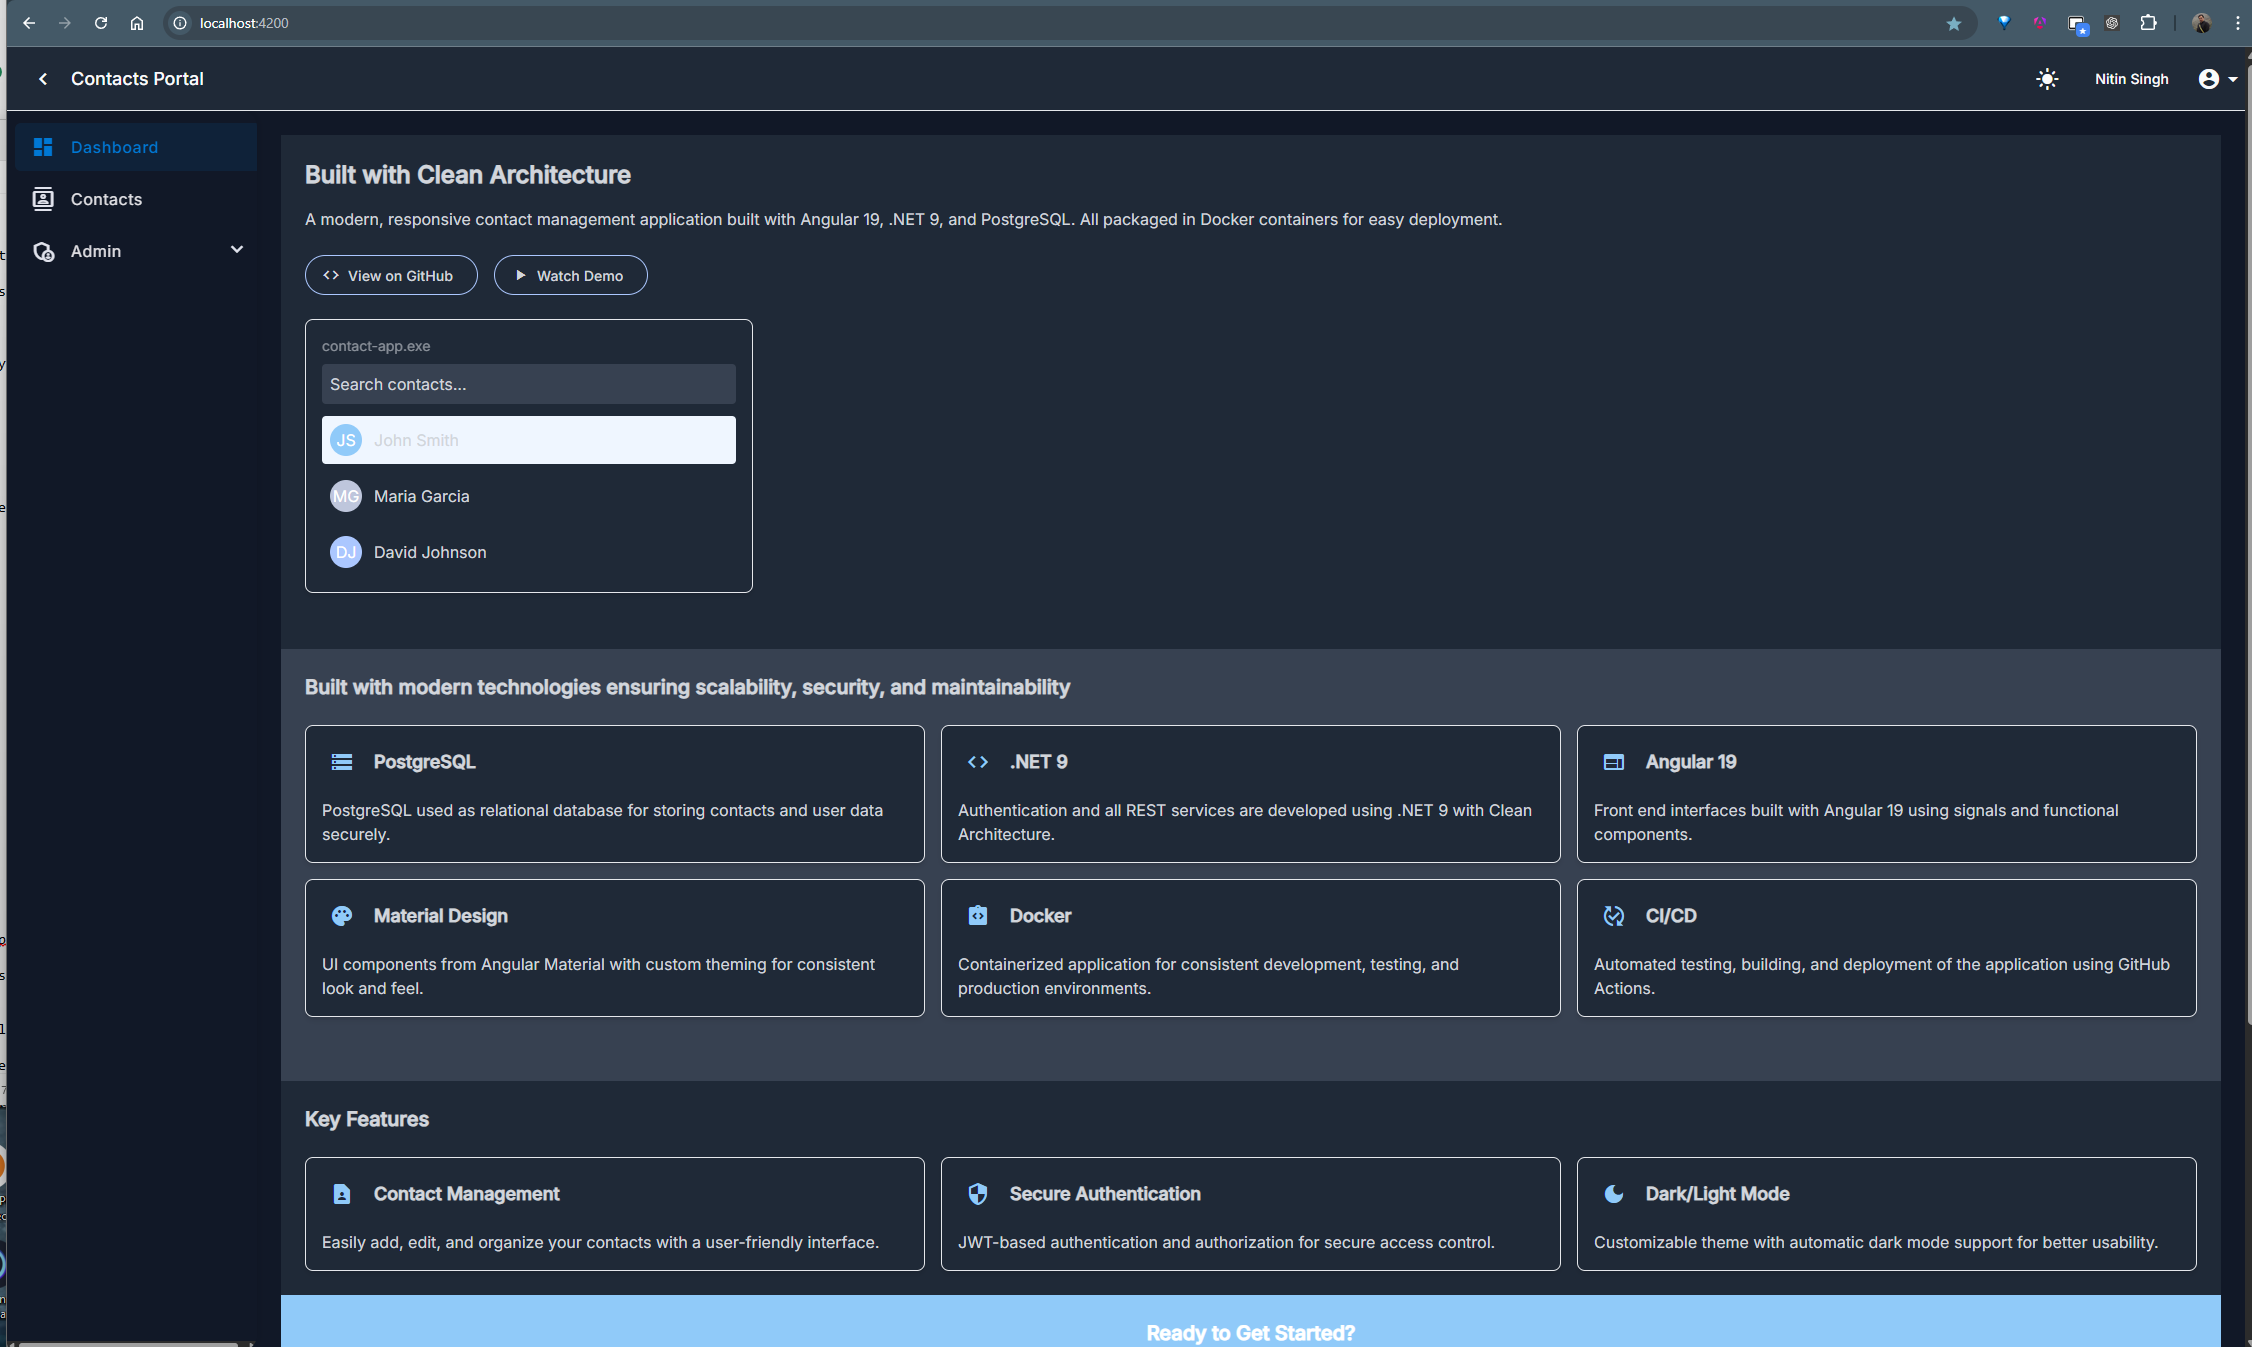 localhost:4200
Contacts Portal
Nitin Singh
Dashboard
Contacts
Admin
Built with Clean Architecture
A modern, responsive contact management application built with Angular 19, .NET 9, and PostgreSQL. All packaged in Docker containers for easy deployment.
View on GitHub
Watch Demo
contact-app.exe
Search contacts...
JS John Smith
MG Maria Garcia
DJ David Johnson
Built with modern technologies ensuring scalability, security, and maintainability
PostgreSQL
PostgreSQL used as relational database for storing contacts and user data
securely.
.NET 9
Authentication and all REST services are developed using .NET 9 with Clean
Architecture.
Angular 19
Front end interfaces built with Angular 19 using signals and functional
components.
Material Design
UI components from Angular Material with custom theming for consistent
look and feel.
Docker
Containerized application for consistent development, testing, and
production environments.
CI/CD
Automated testing, building, and deployment of the application using GitHub
Actions.
Key Features
Contact Management
Easily add, edit, and organize your contacts with a user-friendly interface.
Secure Authentication
JWT-based authentication and authorization for secure access control.
Dark/Light Mode
Customizable theme with automatic dark mode support for better usability.
Ready to Get Started?